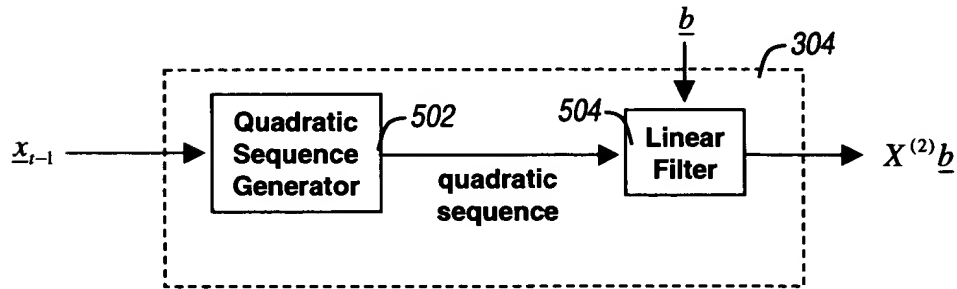 b
304
Quadratic
Sequence
Generator
502
504
Linear
Filter
x_{t-1}
quadratic
sequence
X^{(2)}b